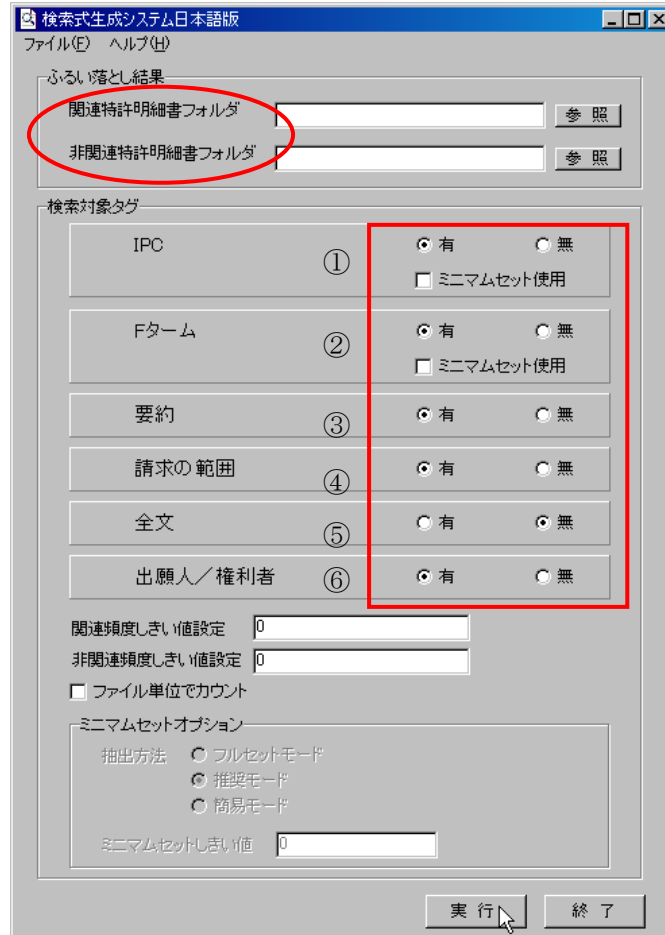 検索式生成システム日本語版
ファイル(F) ヘルプ(H)
ふるい落とし結果
関連特許明細書フォルダ 参 照
非関連特許明細書フォルダ 参 照
検索対象タグ
IPC ① 有 無
ミニマムセット使用
Fターム ② 有 無
ミニマムセット使用
要約 ③ 有 無
請求の範囲 ④ 有 無
全文 ⑤ 有 無
出願人／権利者 ⑥ 有 無
関連頻度しきい値設定 0
非関連頻度しきい値設定 0
ファイル単位でカウント
ミニマムセットオプション
抽出方法 フルセットモード
推奨モード
簡易モード
ミニマムセットしきい値 0
実 行 終 了